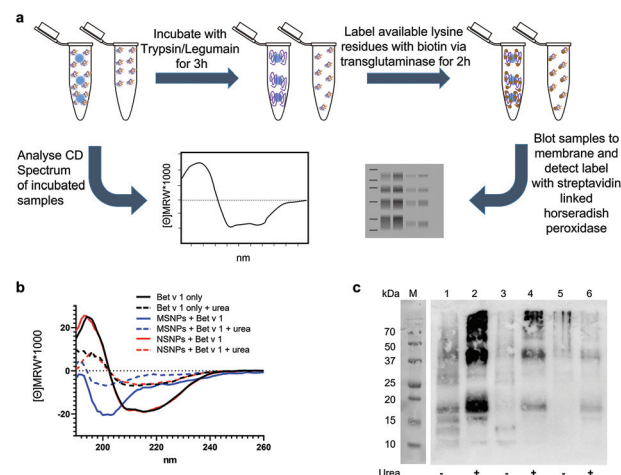 a
Incubate with
Trypsin/Legumain
for 3h
Label available lysine
residues with biotin via
transglutaminase for 2h
Analyse CD
Spectrum
of incubated
samples
[Θ]MRW*1000
nm
Blot samples to
membrane and
detect label
with streptavidin
linked
horseradish
peroxidase
b
Bet v 1 only
Bet v 1 only + urea
MSNPs + Bet v 1
MSNPs + Bet v 1 + urea
NSNPs + Bet v 1
NSNPs + Bet v 1 + urea
[Θ]MRW*1000
20
0
-20
200 220 240 260
nm
c
kDa M 1 2 3 4 5 6
70
50
37
25
20
15
10
Urea - + - + - +